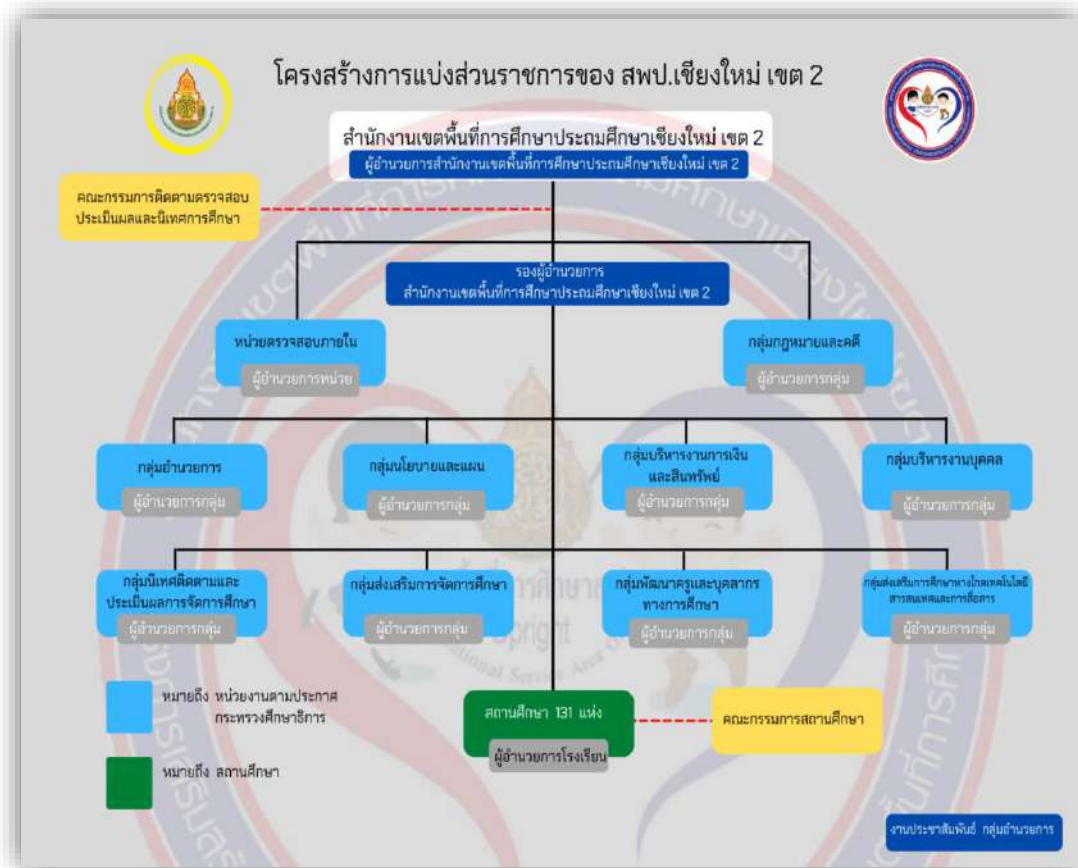 โครงสร้างการแบ่งส่วนราชการของ สพป.เชียงใหม่ เขต 2
สำนักงานเขตพื้นที่การศึกษาประถมศึกษาเชียงใหม่ เขต 2
ผู้อำนวยการสำนักงานเขตพื้นที่การศึกษาประถมศึกษาเชียงใหม่ เขต 2
คณะกรรมการติดตามตรวจสอบ
ประเมินผลและนิเทศการศึกษา
รองผู้อำนวยการ
สำนักงานเขตพื้นที่การศึกษาประถมศึกษาเชียงใหม่ เขต 2
หน่วยตรวจสอบภายใน
ผู้อำนวยการหน่วย
กลุ่มกฎหมายและคดี
ผู้อำนวยการกลุ่ม
กลุ่มอำนวยการ
ผู้อำนวยการกลุ่ม
กลุ่มนโยบายและแผน
ผู้อำนวยการกลุ่ม
กลุ่มบริหารงานการเงิน
และสินทรัพย์
ผู้อำนวยการกลุ่ม
กลุ่มบริหารงานบุคคล
ผู้อำนวยการกลุ่ม
กลุ่มนิเทศติดตามและ
ประเมินผลการจัดการศึกษา
ผู้อำนวยการกลุ่ม
กลุ่มส่งเสริมการจัดการศึกษา
ผู้อำนวยการกลุ่ม
กลุ่มพัฒนาครูและบุคลากร
ทางการศึกษา
ผู้อำนวยการกลุ่ม
กลุ่มส่งเสริมการศึกษาทางไกลเทคโนโลยี
สารสนเทศและการสื่อสาร
ผู้อำนวยการกลุ่ม
หมายถึง หน่วยงานตามประกาศ
กระทรวงศึกษาธิการ
สถานศึกษา 131 แห่ง
ผู้อำนวยการโรงเรียน
คณะกรรมการสถานศึกษา
หมายถึง สถานศึกษา
งานประชาสัมพันธ์ กลุ่มอำนวยการ